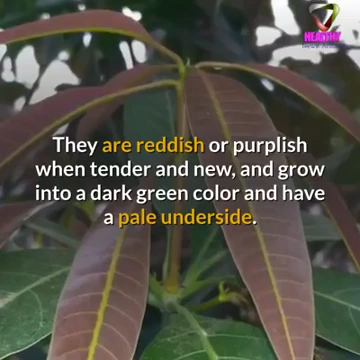 HEALTHY
They are reddish or purplish
when tender and new, and grow
into a dark green color and have
a pale underside.